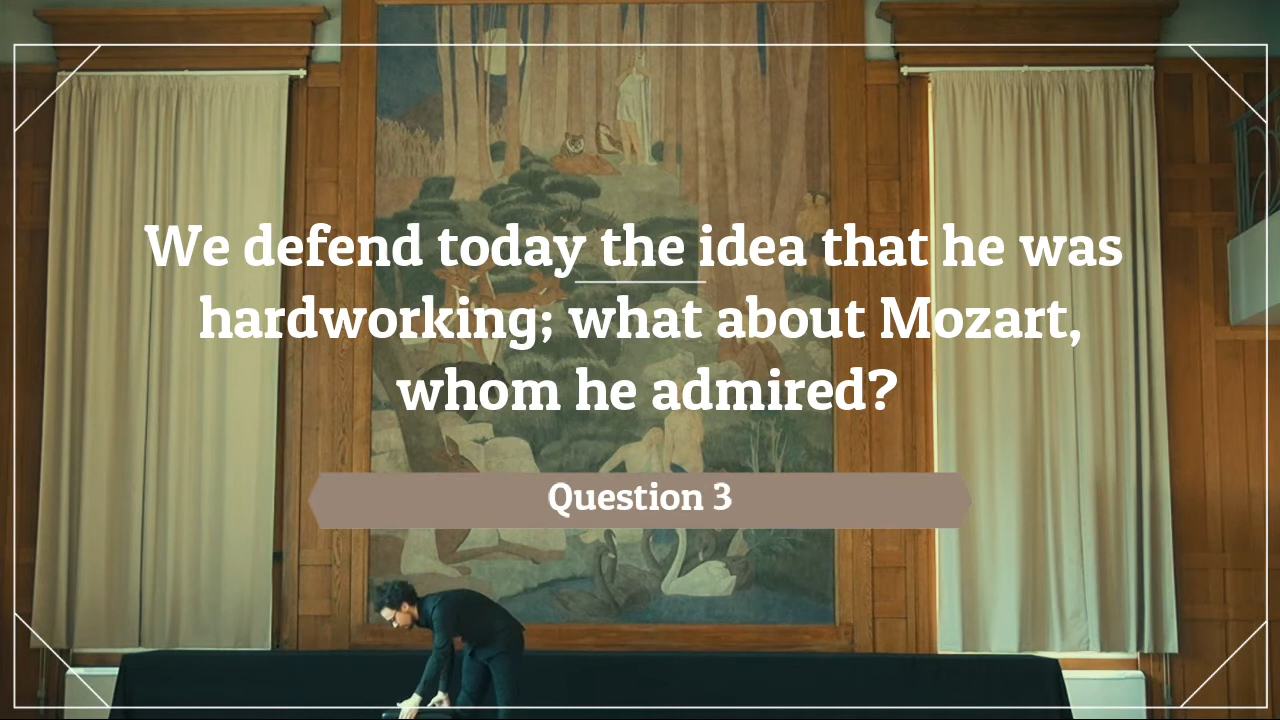 We defend today the idea that he was
hardworking; what about Mozart,
whom he admired?
Question 3